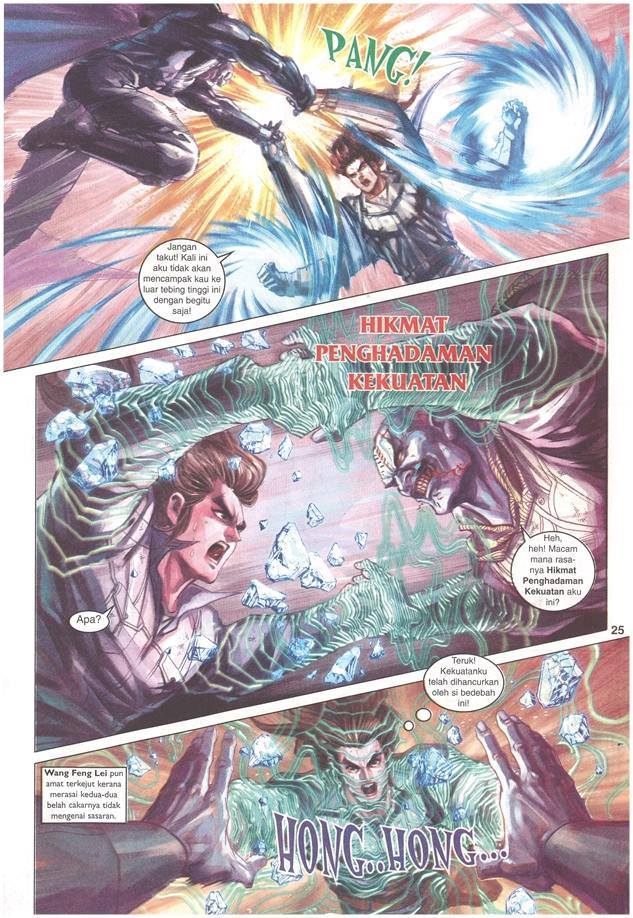 PANG!
Jangan
takut! Kali ini
aku tidak akan
mencampak kau ke
luar tebing tinggi ini
dengan begitu
saja!
HIKMAT
PENGHADAMAN
KEKUATAN
Heh,
heh! Macam
mana rasa-
nya Hikmat
Penghadaman
Kekuatan aku
ini?
Apa?
25
Teruk!
Kekuatanku
telah dihancurkan
oleh si bedebah
ini!
Wang Feng Lei pun
amat terkejut kerana
merasai kedua-dua
belah cakarnya tidak
mengenai sasaran.
HONG..HONG...